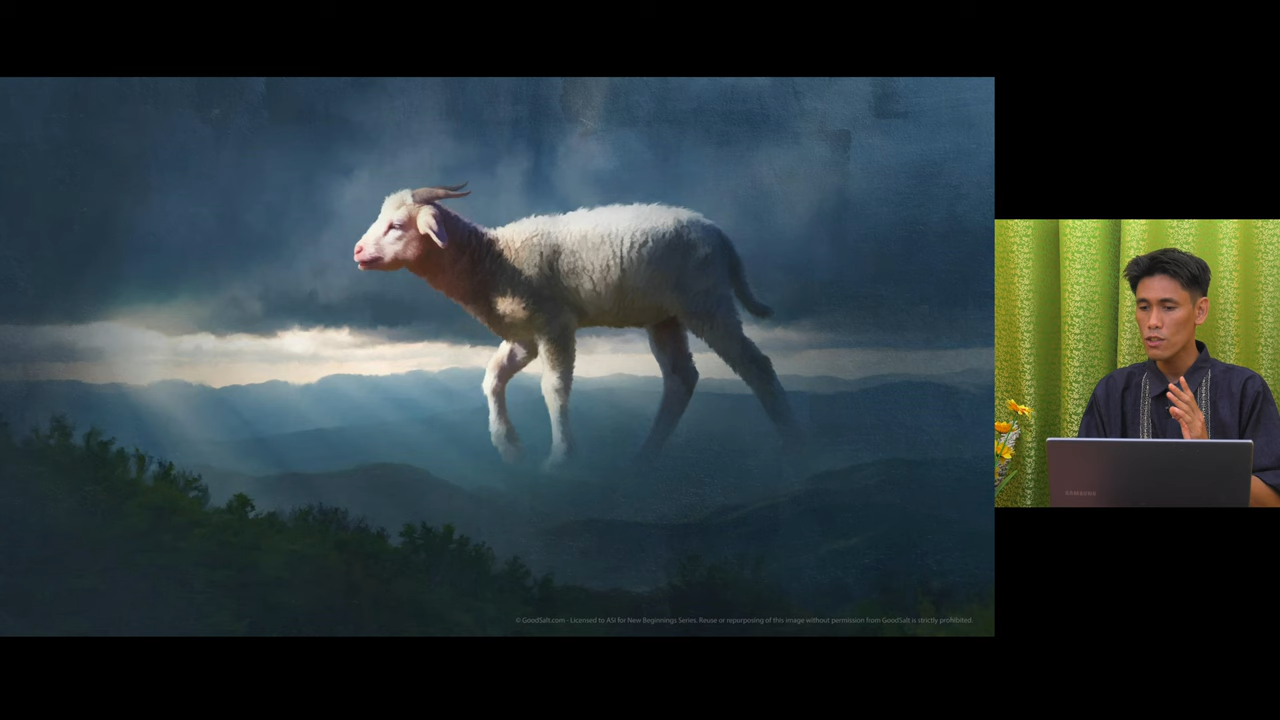 © GoodSalt.com - Licensed to ASI for New Beginnings Series. Reuse or repurposing of this image without permission from GoodSalt is strictly prohibited.
SAMSUNG